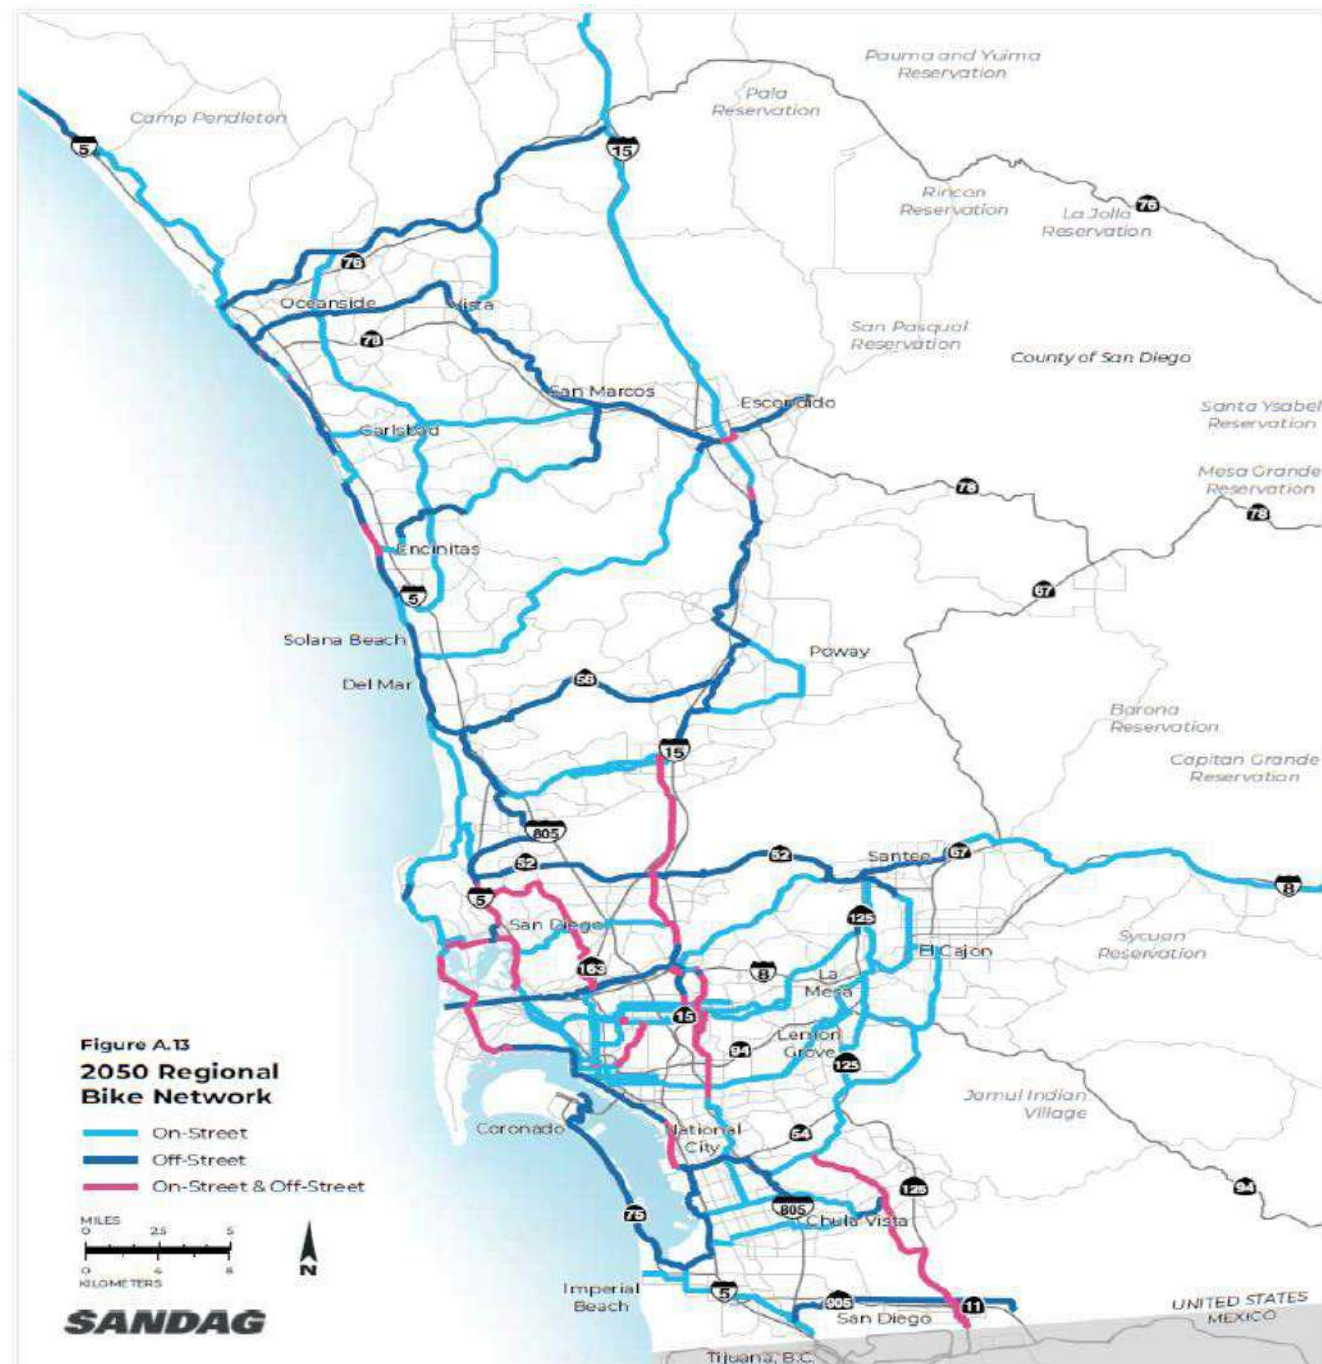 Pauma and Yuima
Reservation
Pala
Reservation
Camp Pendleton
5
15
Rincon
Reservation
La Jolla
Reservation
76
76
Oceanside
Vista
78
San Pasqual
Reservation
County of San Diego
San Marcos
Escondido
Santa Ysabel
Reservation
Carlsbad
Mesa Grande
Reservation
78
78
Encinitas
5
67
Solana Beach
Poway
Del Mar
56
Barona
Reservation
15
Capitan Grande
Reservation
805
52
52
Santee
67
8
5
San Diego
125
El Cajon
Sycuan
Reservation
163
8
La
Mesa
15
Lemon
Grove
94
125
Figure A.13
2050 Regional
Bike Network
On-Street
Off-Street
On-Street & Off-Street
MILES
0 2.5 5
0 4 8
KILOMETERS
N
SANDAG
Jamul Indian
Village
Coronado
National
City
54
94
125
75
805
Chula Vista
Imperial
Beach
5
905
11
San Diego
UNITED STATES
MEXICO
Tijuana, B.C.